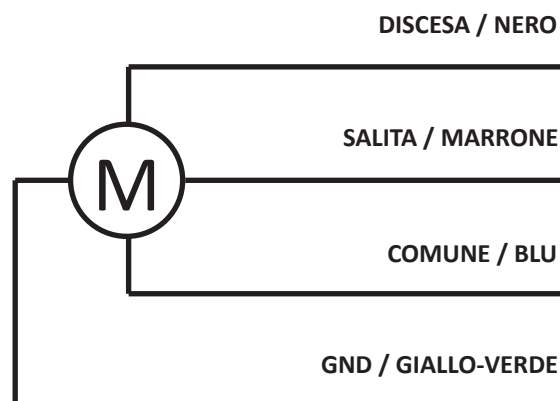 DISCESA / NERO
SALITA / MARRONE
M
COMUNE / BLU
GND / GIALLO-VERDE